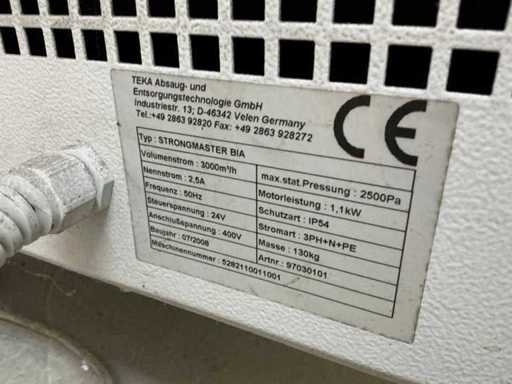 TEKA Absaug- und
Entsorgungstechnologie GmbH
Industriestr. 13; D-46342 Velen Germany
Tel.:+49 2863 92820 Fax: +49 2863 928272
CE
Typ : STRONGMASTER BIA
Volumenstrom : 3000m³/h max.stat.Pressung : 2500Pa
Nennstrom : 2,5A Motorleistung : 1,1kW
Frequenz : 50Hz Schutzart : IP54
Steuerspannung : 24V Stromart : 3PH+N+PE
Anschlußspannung : 400V Masse : 130kg
Baujahr : 07/2008 Artnr : 97030101
Maschinennummer : 5282110011001